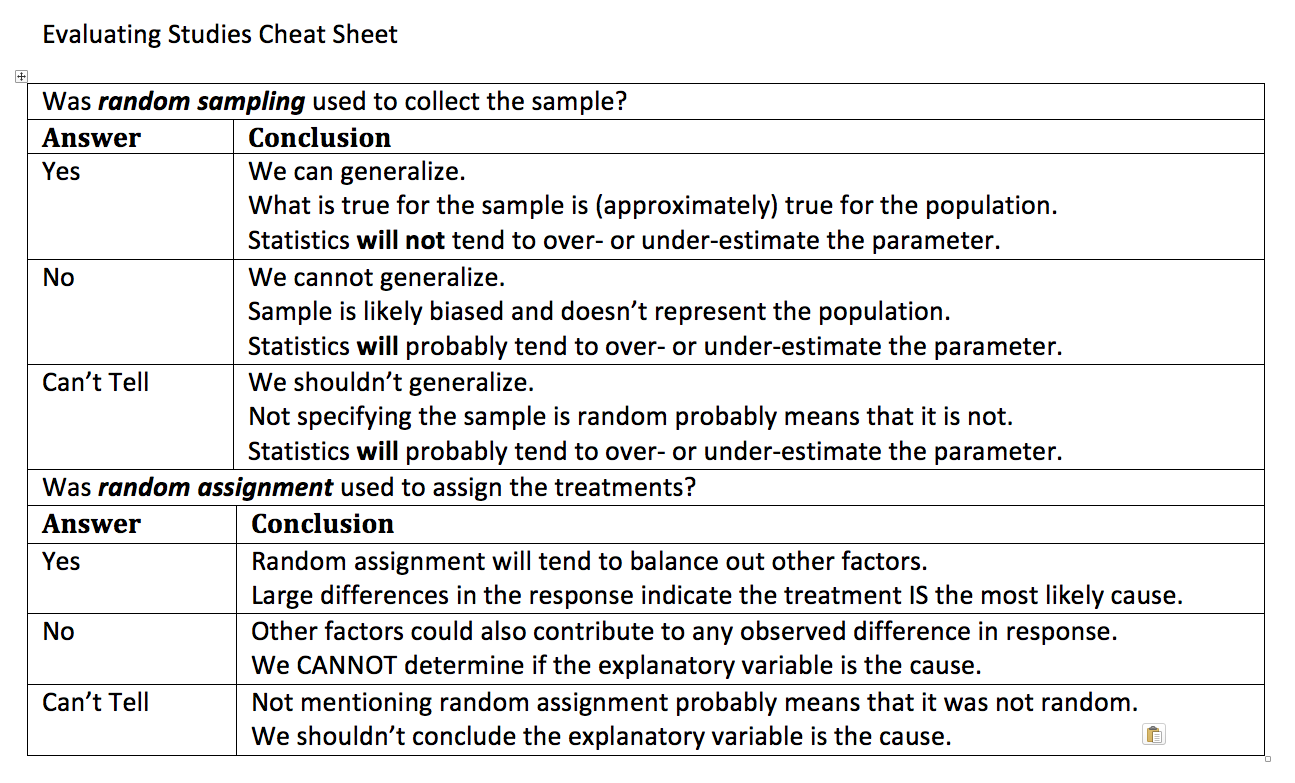 Evaluating Studies Cheat Sheet
Was random sampling used to collect the sample?
Answer Conclusion
Yes We can generalize.
What is true for the sample is (approximately) true for the population.
Statistics will not tend to over- or under-estimate the parameter.
No We cannot generalize.
Sample is likely biased and doesn’t represent the population.
Statistics will probably tend to over- or under-estimate the parameter.
Can’t Tell We shouldn’t generalize.
Not specifying the sample is random probably means that it is not.
Statistics will probably tend to over- or under-estimate the parameter.
Was random assignment used to assign the treatments?
Answer Conclusion
Yes Random assignment will tend to balance out other factors.
Large differences in the response indicate the treatment IS the most likely cause.
No Other factors could also contribute to any observed difference in response.
We CANNOT determine if the explanatory variable is the cause.
Can’t Tell Not mentioning random assignment probably means that it was not random.
We shouldn’t conclude the explanatory variable is the cause.